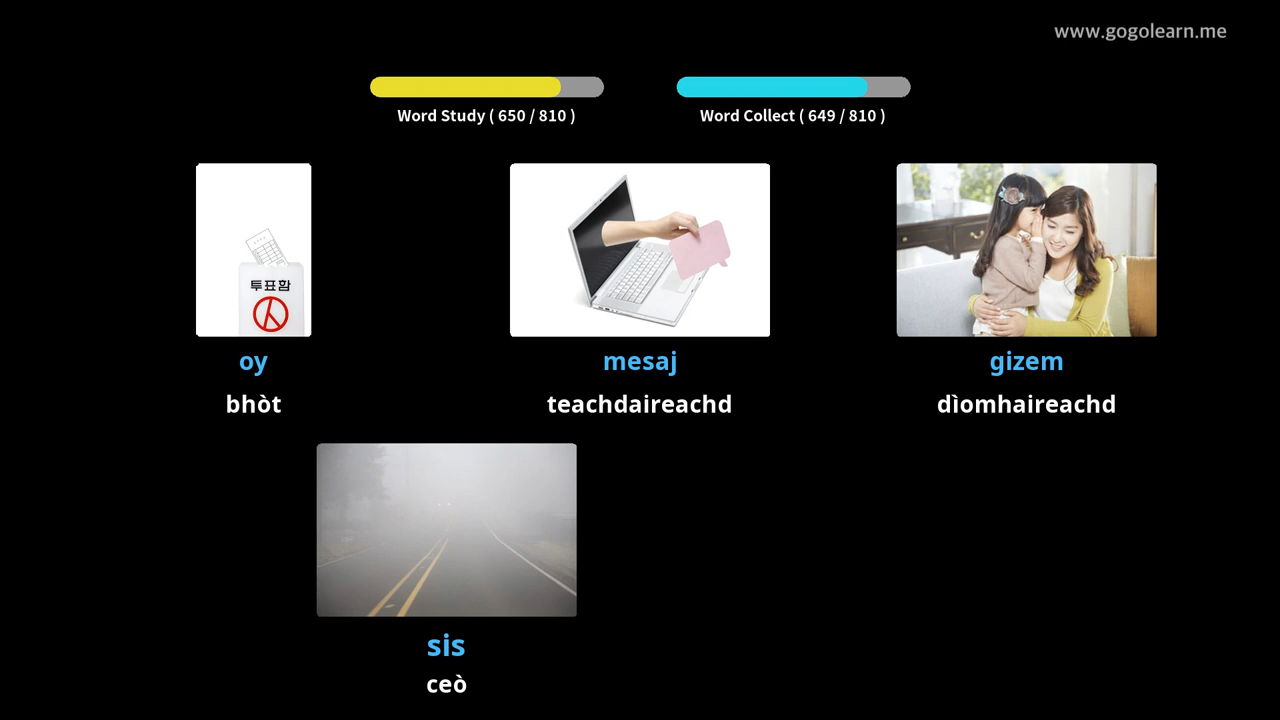 www.gogolearn.me
Word Study ( 650 / 810 )
Word Collect ( 649 / 810 )
투표함
oy
bhòt
mesaj
teachdaireachd
gizem
dìomhaireachd
sis
ceò